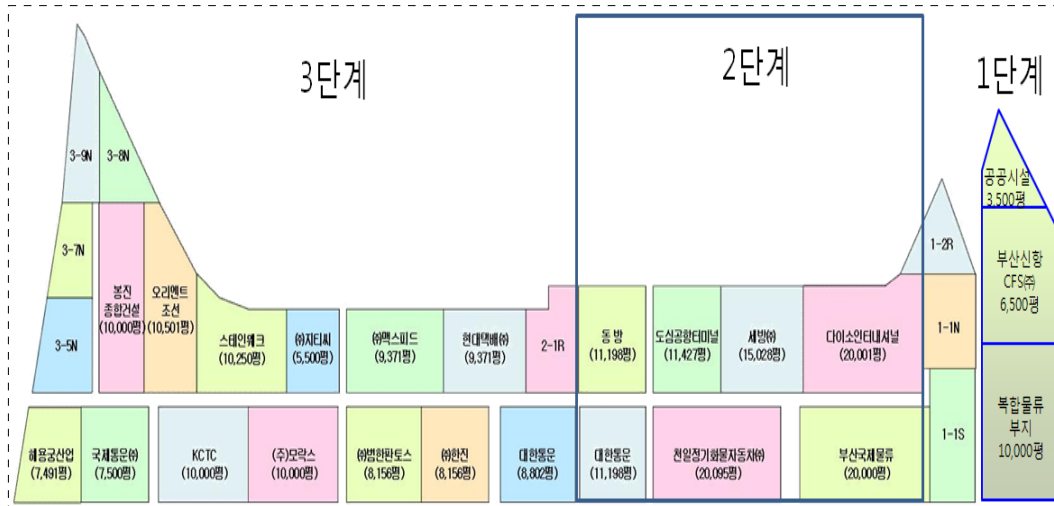 3단계
2단계
1단계
3-9N
3-8N
공공시설
3,500평
3-7N
1-2R
부산신항
CFS㈜
6,500평
봉진
종합건설
(10,000평)
오리엔트
조선
(10,501평)
3-5N
스테인웨크
(10,250평)
㈜지티씨
(5,500평)
㈜맥스피드
(9,371평)
현대택배㈜
(9,371평)
2-1R
동 방
(11,198평)
도심공항터미널
(11,427평)
세방㈜
(15,028평)
다이소인터내셔널
(20,001평)
1-1N
복합물류
부지
10,000평
해용궁산업
(7,491평)
국제통운㈜
(7,500평)
KCTC
(10,000평)
(주)모락스
(10,000평)
㈜범한판토스
(8,156평)
㈜한진
(8,156평)
대한통운
(8,802평)
대한통운
(11,198평)
천일정기화물자동차㈜
(20,095평)
부산국제물류
(20,000평)
1-1S